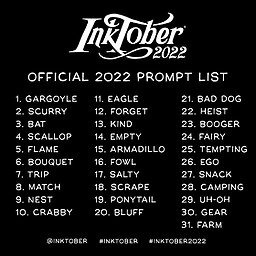 INKTOBER
2022
OFFICIAL 2022 PROMPT LIST
1. GARGOYLE
2. SCURRY
3. BAT
4. SCALLOP
5. FLAME
6. BOUQUET
7. TRIP
8. MATCH
9. NEST
10. CRABBY
11. EAGLE
12. FORGET
13. KIND
14. EMPTY
15. ARMADILLO
16. FOWL
17. SALTY
18. SCRAPE
19. PONYTAIL
20. BLUFF
21. BAD DOG
22. HEIST
23. BOOGER
24. FAIRY
25. TEMPTING
26. EGO
27. SNACK
28. CAMPING
29. UH-OH
30. GEAR
31. FARM
@INKTOBER #INKTOBER #INKTOBER2022